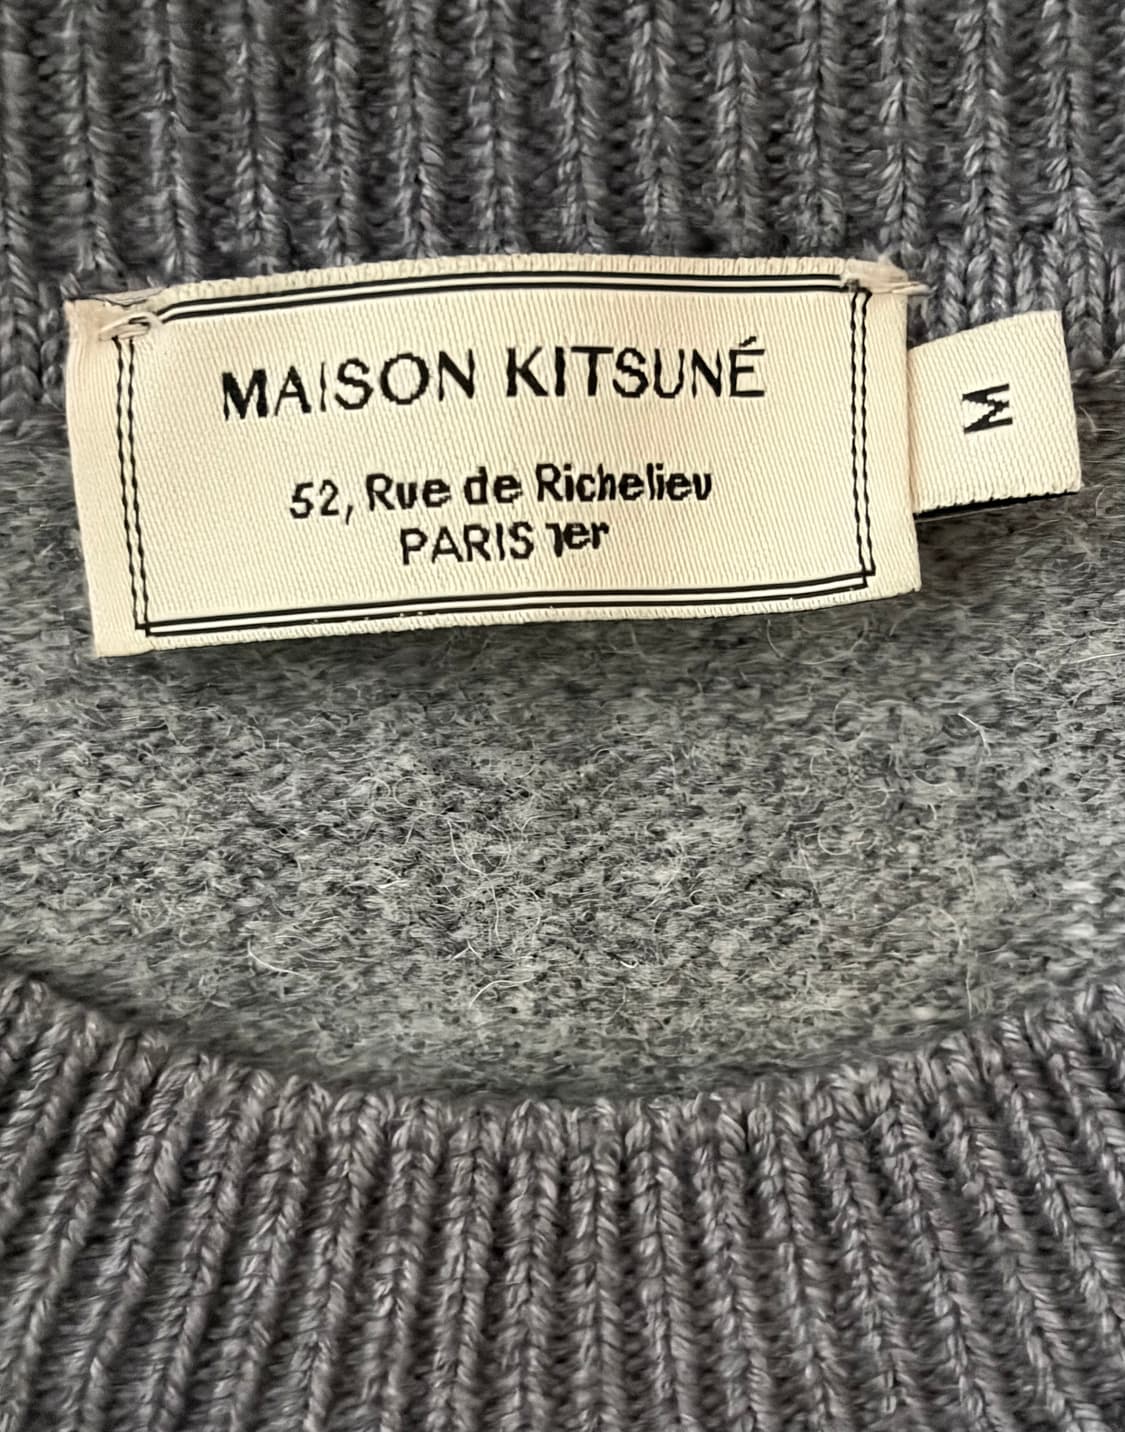 MAISON KITSUNÉ
52, Rue de Richelieu
PARIS 1er
M